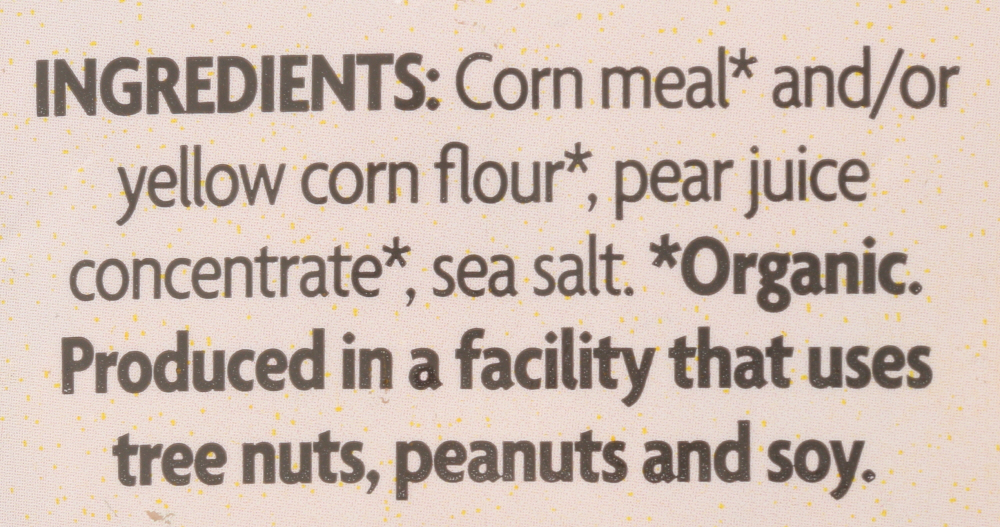 INGREDIENTS: Corn meal* and/or
yellow corn flour*, pear juice
concentrate*, sea salt. *Organic.
Produced in a facility that uses
tree nuts, peanuts and soy.